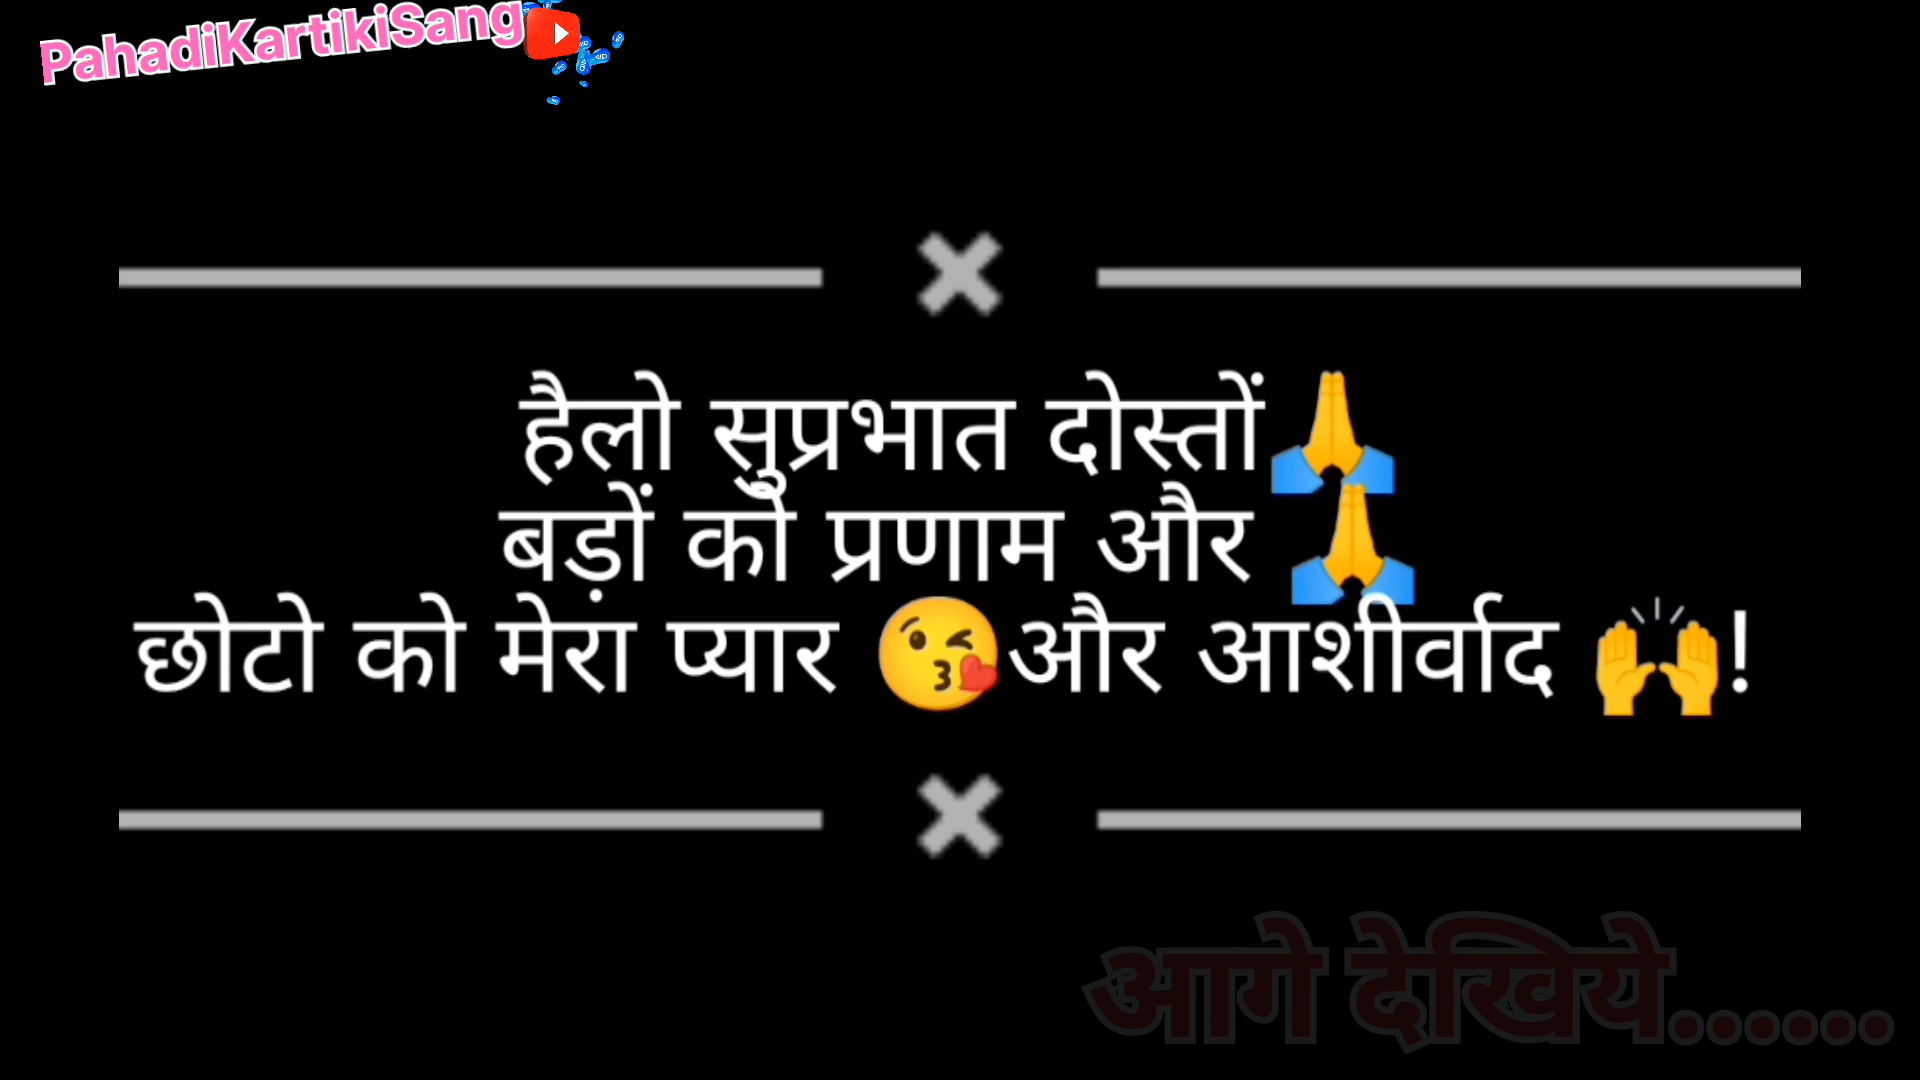 PahadiKartikiSang
हैलो सुप्रभात दोस्तों🙏
बड़ों को प्रणाम और 🙏
छोटो को मेरा प्यार 😘और आशीर्वाद 🙌!
आगे देखिये......